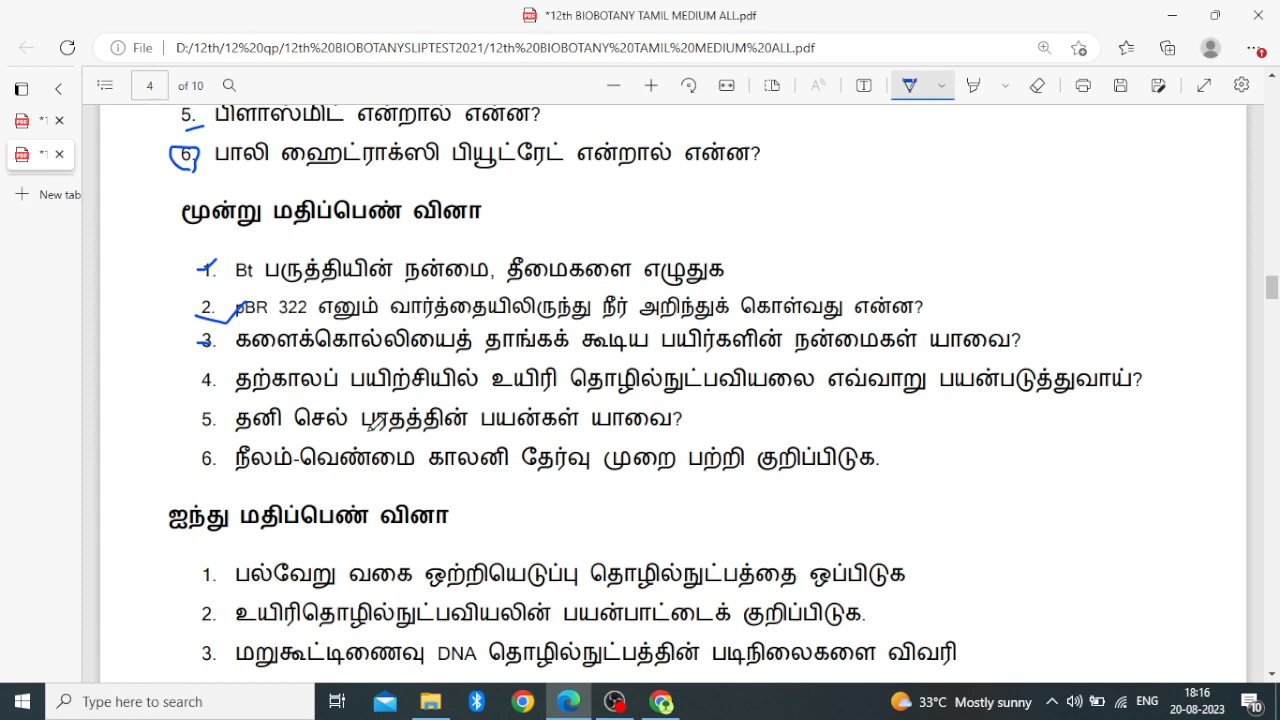 *12th BIOBOTANY TAMIL MEDIUM ALL.pdf
File D:/12th/12%20qp/12th%20BIOBOTANYSLIPTEST2021/12th%20BIOBOTANY%20TAMIL%20MEDIUM%20ALL.pdf
4 of 10
5. பிளாஸ்மிட் என்றால் என்ன?
6. பாலி ஹைட்ராக்ஸி பியூட்ரேட் என்றால் என்ன?
New tab
மூன்று மதிப்பெண் வினா
1. Bt பருத்தியின் நன்மை, தீமைகளை எழுதுக
2. pBR 322 எனும் வார்த்தையிலிருந்து நீர் அறிந்துக் கொள்வது என்ன?
3. களைக்கொல்லியைத் தாங்கக் கூடிய பயிர்களின் நன்மைகள் யாவை?
4. தற்காலப் பயிற்சியில் உயிரி தொழில்நுட்பவியலை எவ்வாறு பயன்படுத்துவாய்?
5. தனி செல் புரதத்தின் பயன்கள் யாவை?
6. நீலம்-வெண்மை காலனி தேர்வு முறை பற்றி குறிப்பிடுக.
ஐந்து மதிப்பெண் வினா
1. பல்வேறு வகை ஒற்றியெடுப்பு தொழில்நுட்பத்தை ஒப்பிடுக
2. உயிரிதொழில்நுட்பவியலின் பயன்பாட்டைக் குறிப்பிடுக.
3. மறுகூட்டிணைவு DNA தொழில்நுட்பத்தின் படிநிலைகளை விவரி
Type here to search
33°C Mostly sunny
ENG
18:16
20-08-2023
10